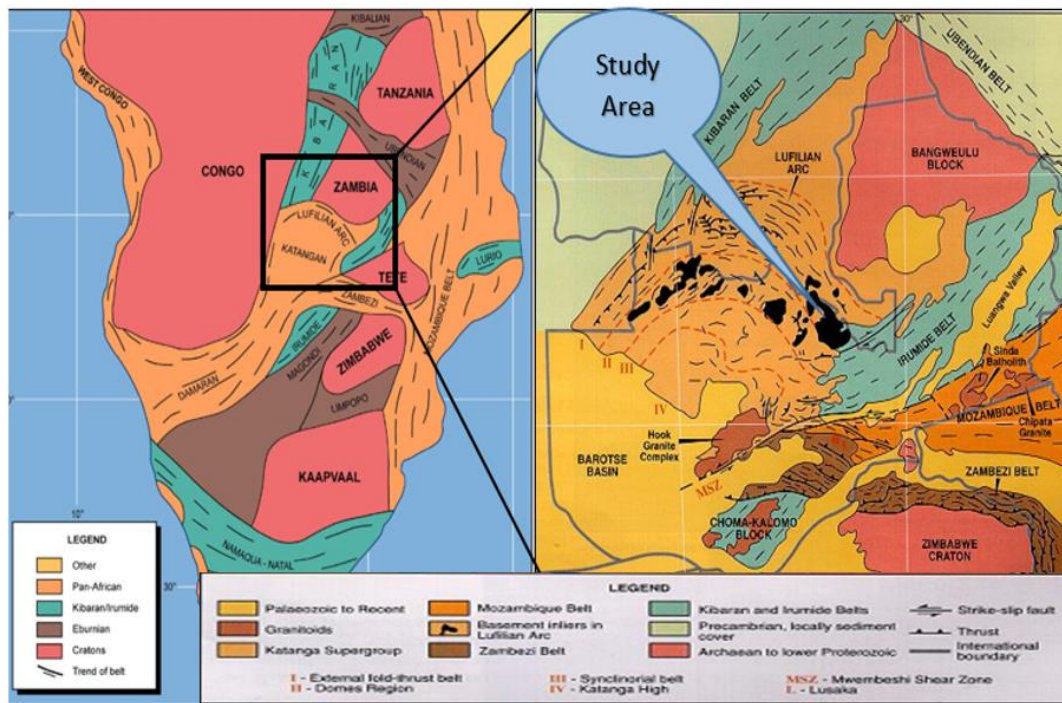 KIBALIAN
WEST CONGO
TANZANIA
KIBARAN
UBENDIAN
CONGO
ZAMBIA
LUFILIAN ARC
KATANGAN
TETE
LURIO
ZAMBEZI
MOZAMBIQUE BELT
IRUMIDE
MAGONDI
ZIMBABWE
DAMARAN
LIMPOPO
KAAPVAAL
NAMAQUA - NATAL
10°
30°
LEGEND
Other
Pan-African
Kibaran/Irumide
Eburnian
Cratons
Trend of belt
Study
Area
30°
KIBARAN BELT
UBENDIAN BELT
LUFILIAN
ARC
BANGWEULU
BLOCK
Luangwa Valley
IRUMIDE BELT
Sinda
Batholith
MOZAMBIQUE BELT
Chipata
Granite
I
II
III
IV
Hook
Granite
Complex
BAROTSE
BASIN
MSZ
ZAMBEZI BELT
CHOMA-KALOMO
BLOCK
ZIMBABWE
CRATON
LEGEND
Palaeozoic to Recent
Mozambique Belt
Kibaran and Irumide Belts
Strike-slip fault
Granitoids
Basement inliers in
Lufilian Arc
Precambrian, locally sediment
cover
Thrust
International
boundary
Katanga Supergroup
Zambezi Belt
Archaean to lower Proterozoic
I - External fold-thrust belt
III - Synclinorial belt
MSZ - Mwembeshi Shear Zone
II - Domes Region
IV - Katanga High
L - Lusaka